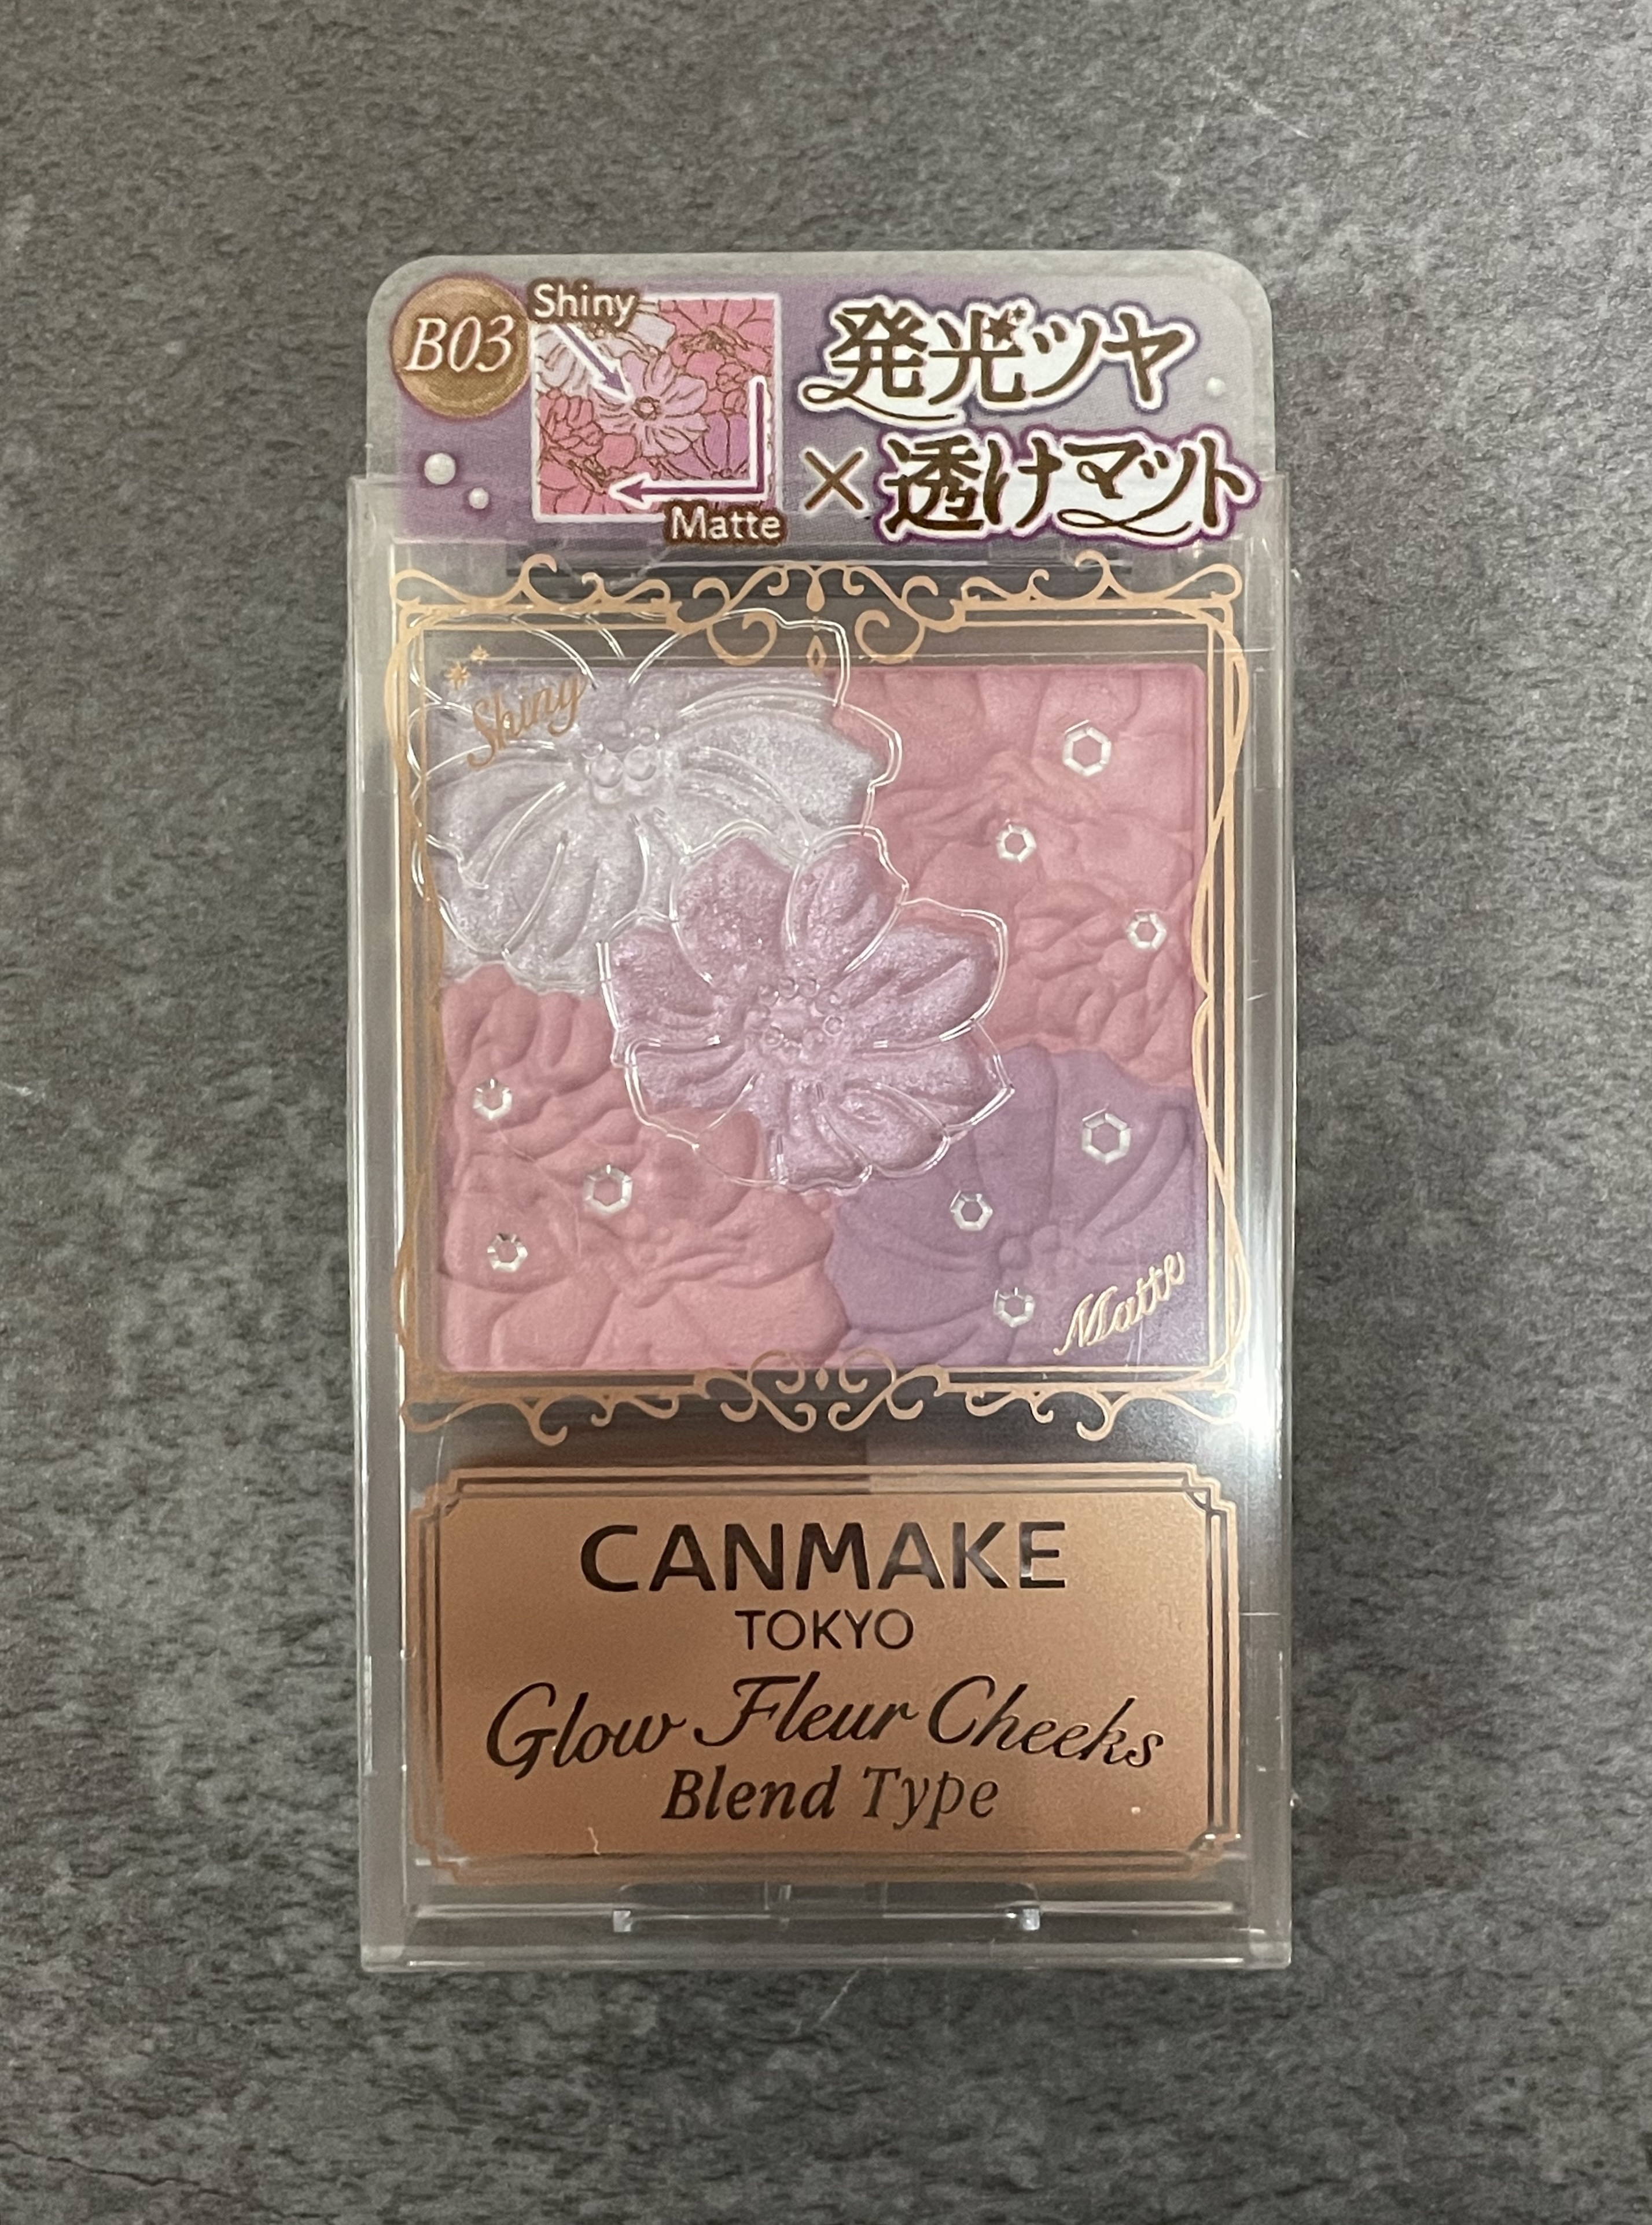 B03
Shiny
Matte
発光ツヤ
×透けマット
Shiny
Matte
CANMAKE
TOKYO
Glow Fleur Cheeks
Blend Type